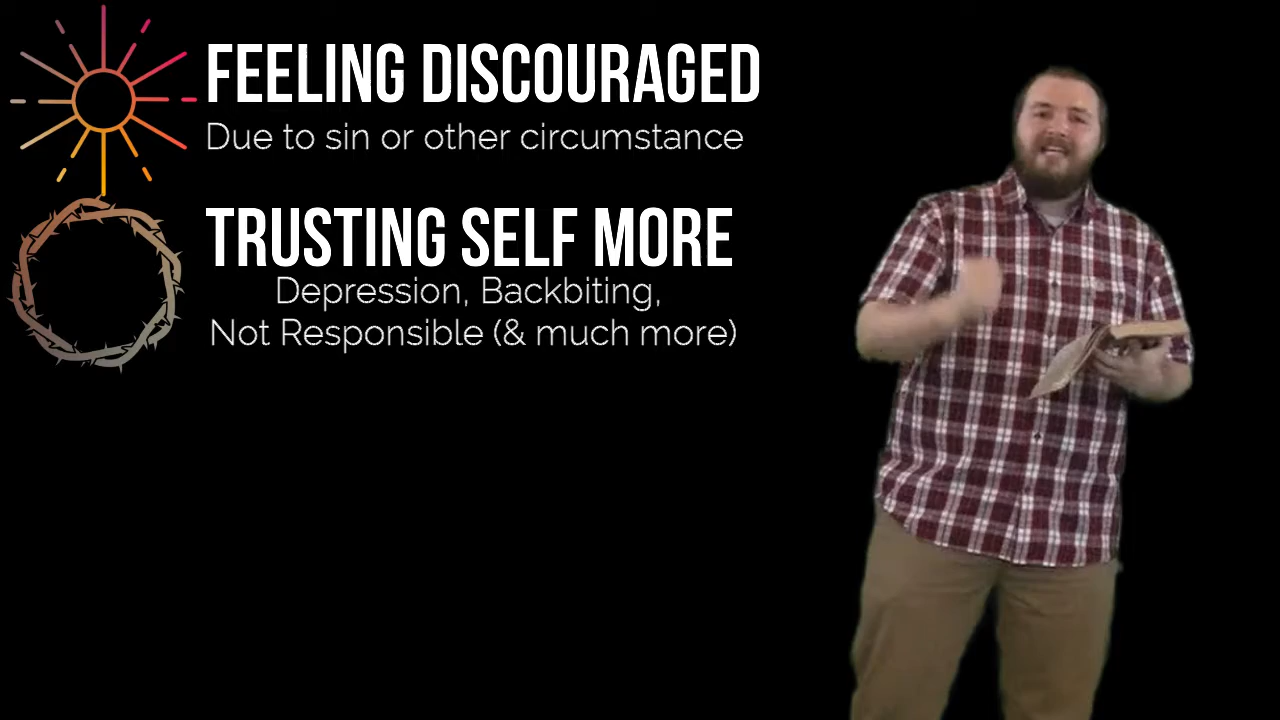 FEELING DISCOURAGED
Due to sin or other circumstance
TRUSTING SELF MORE
Depression, Backbiting,
Not Responsible (& much more)